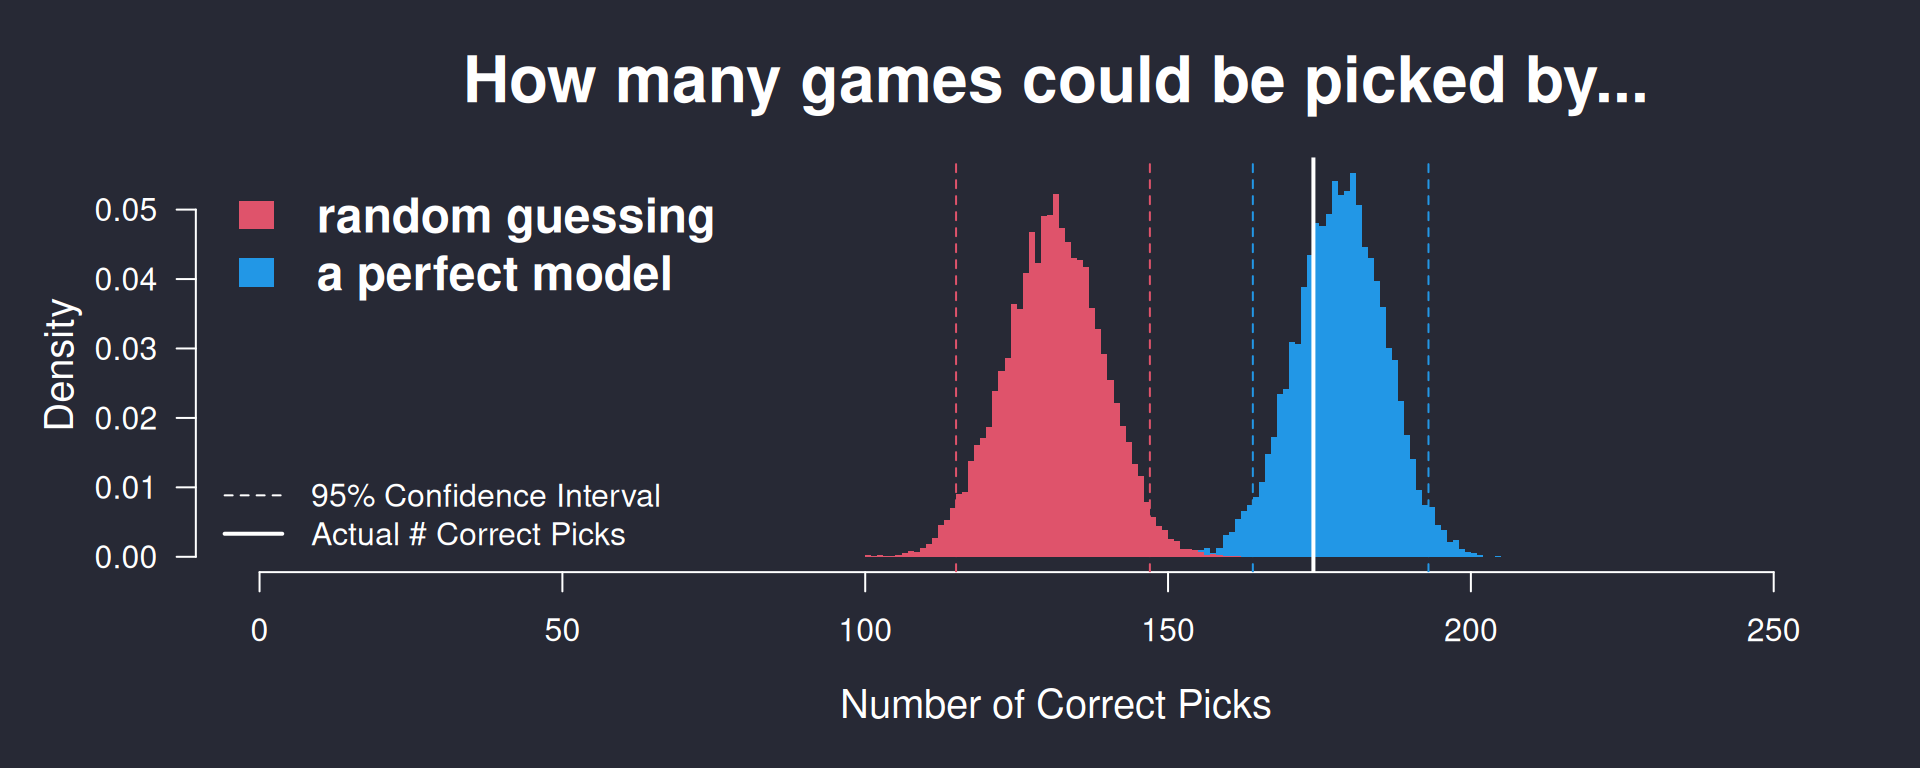 How many games could be picked by...
random guessing
a perfect model
95% Confidence Interval
Actual # Correct Picks
Density
0.05
0.04
0.03
0.02
0.01
0.00
0 50 100 150 200 250
Number of Correct Picks